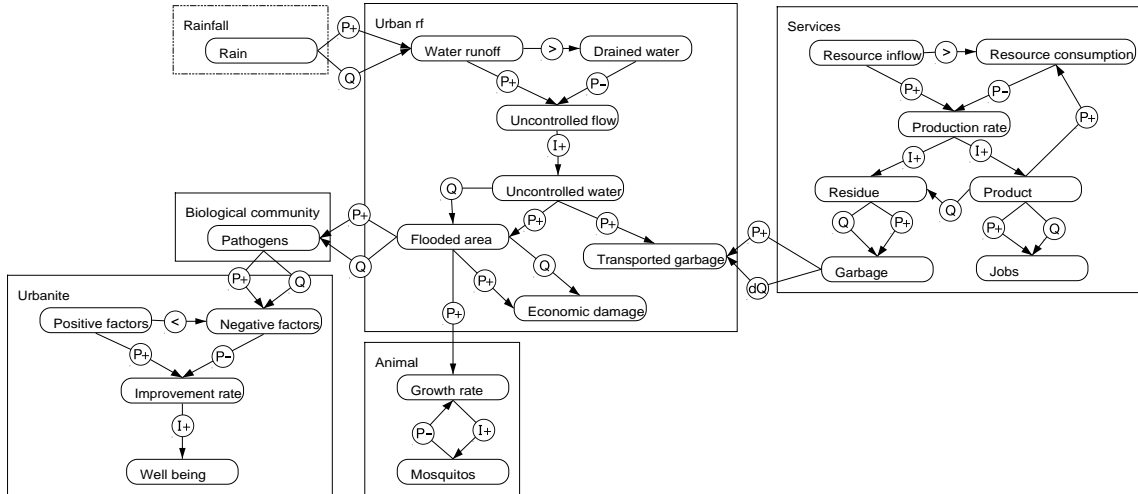 Rainfall
Rain
P+
Q
Urban rf
Water runoff
>
Drained water
P+
P-
Uncontrolled flow
I+
Uncontrolled water
Q
P+
P+
Flooded area
Transported garbage
P+
Q
Economic damage
P+
Services
Resource inflow
>
Resource consumption
P+
P-
P+
Production rate
I+
I+
Residue
Product
Q
Q
P+
P+
Q
Garbage
Jobs
P+
dQ
Biological community
Pathogens
P+
Q
P+
Q
Urbanite
Positive factors
<
Negative factors
P+
P-
Improvement rate
I+
Well being
Animal
Growth rate
P-
I+
Mosquitos